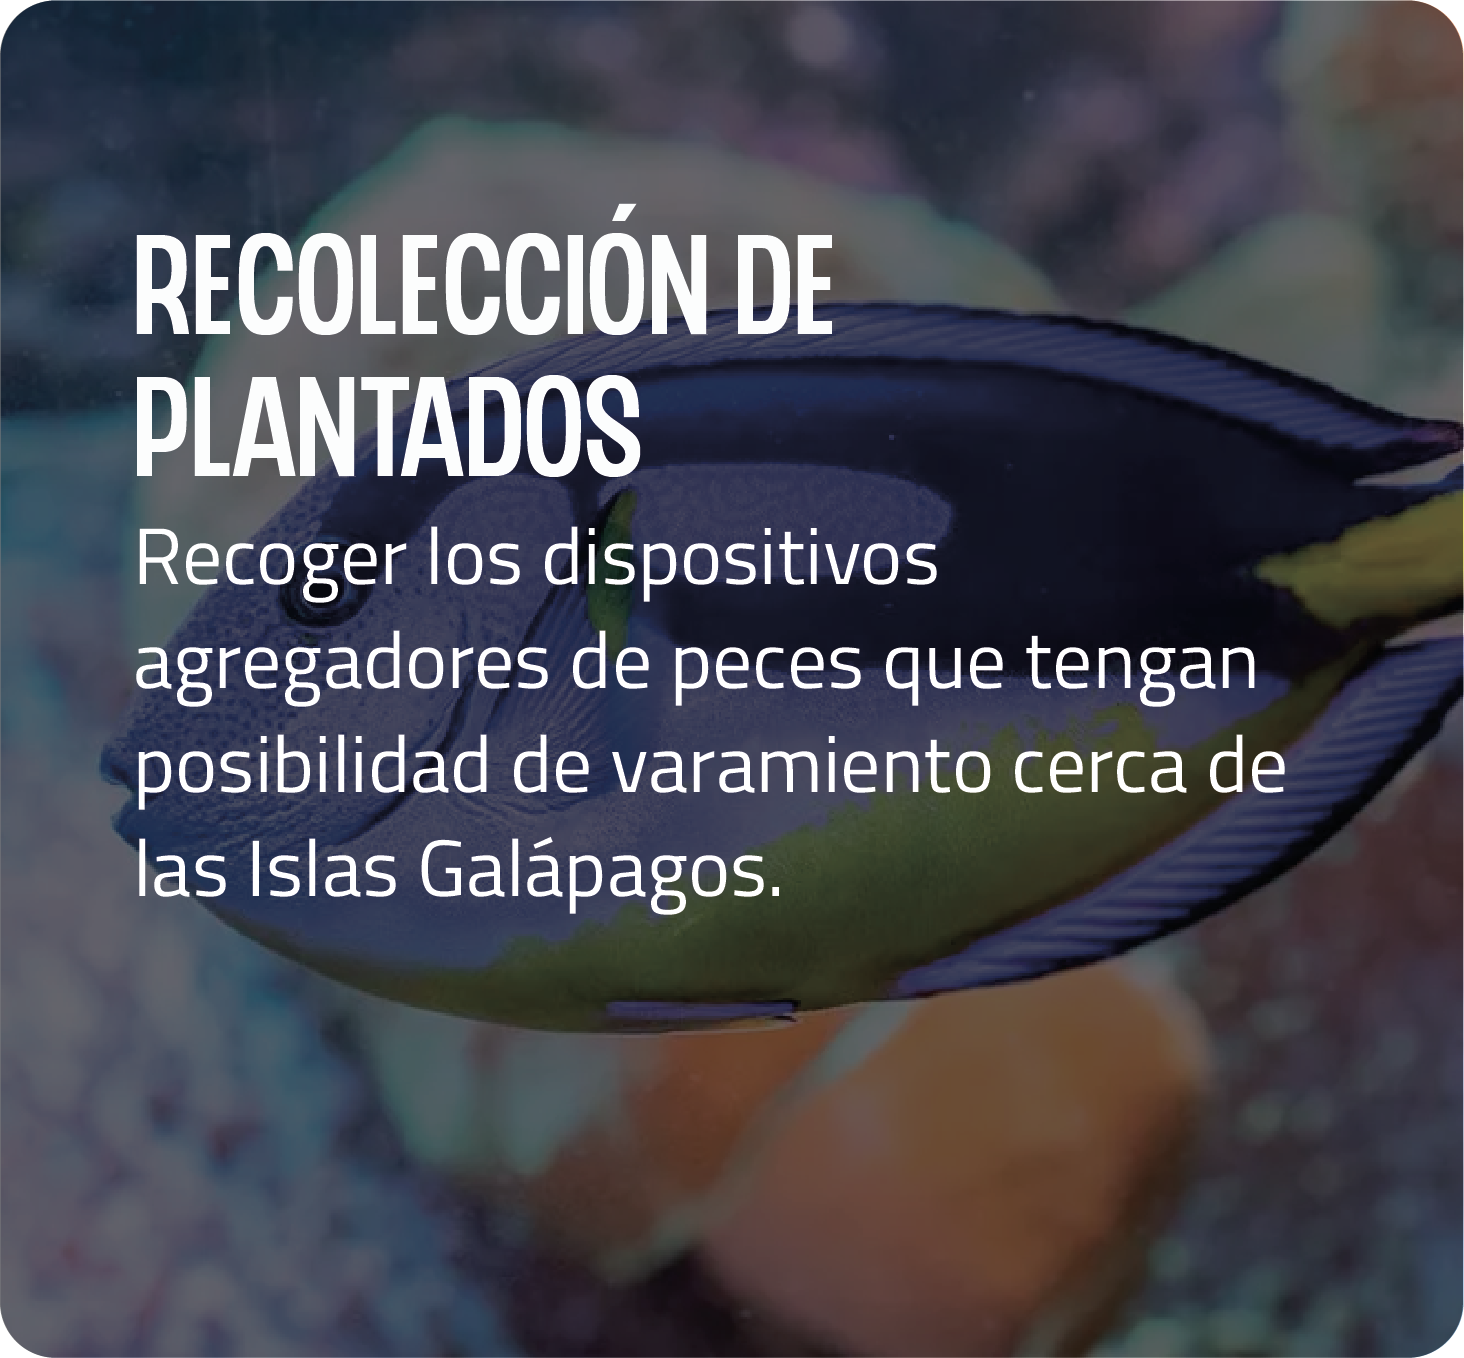 RECOLECCIÓN DE
PLANTADOS
Recoger los dispositivos
agregadores de peces que tengan
posibilidad de varamiento cerca de
las Islas Galápagos.